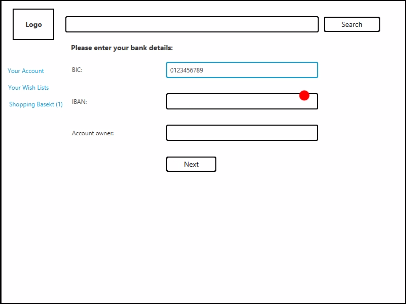 Logo
Search
Please enter your bank details:
Your Account
BIC:
0123456789
Your Wish Lists
Shopping Basekt (1)
IBAN:
Account owner:
Next